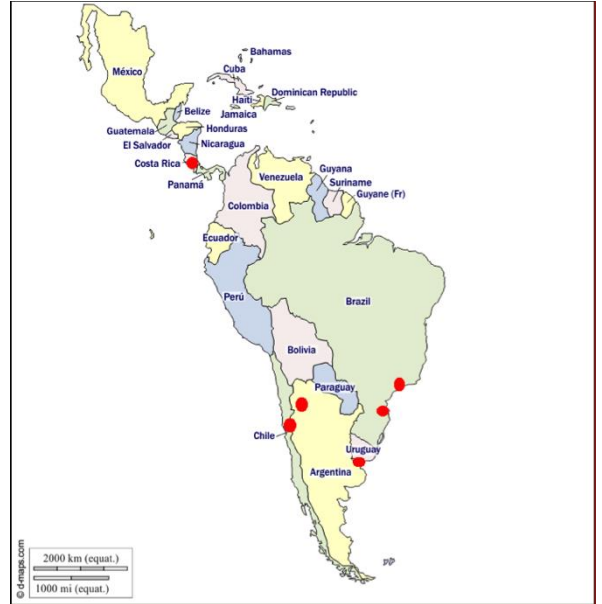 Bahamas
Cuba
México
Dominican Republic
Haiti
Jamaica
Belize
Guatemala
Honduras
El Salvador
Nicaragua
Costa Rica
Panamá
Venezuela
Guyana
Suriname
Guyane (Fr)
Colombia
Ecuador
Perú
Brazil
Bolivia
Paraguay
Chile
Uruguay
Argentina
2000 km (equat.)
1000 mi (equat.)
© d-maps.com